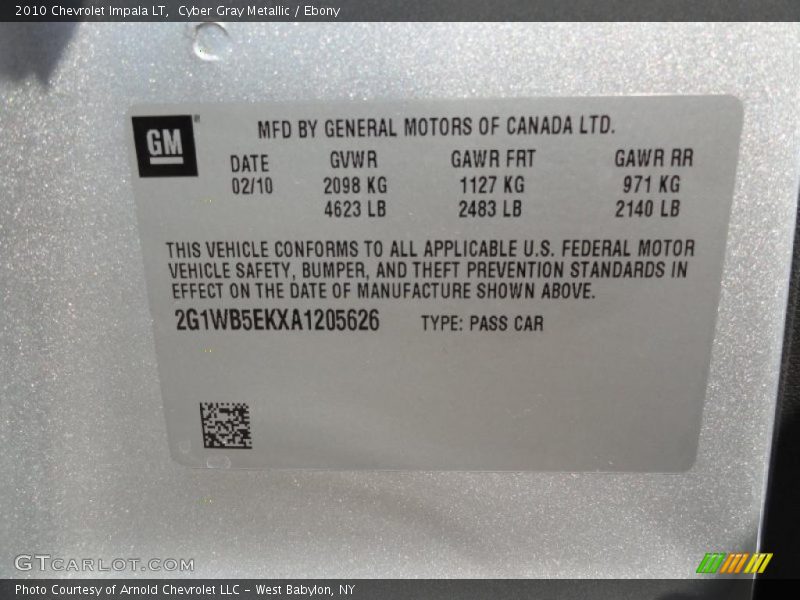 2010 Chevrolet Impala LT, Cyber Gray Metallic / Ebony
GM ®
MFD BY GENERAL MOTORS OF CANADA LTD.
DATE GVWR GAWR FRT GAWR RR
02/10 2098 KG 1127 KG 971 KG
4623 LB 2483 LB 2140 LB
THIS VEHICLE CONFORMS TO ALL APPLICABLE U.S. FEDERAL MOTOR
VEHICLE SAFETY, BUMPER, AND THEFT PREVENTION STANDARDS IN
EFFECT ON THE DATE OF MANUFACTURE SHOWN ABOVE.
2G1WB5EKXA1205626 TYPE: PASS CAR
GTCARLOT.COM
Photo Courtesy of Arnold Chevrolet LLC - West Babylon, NY